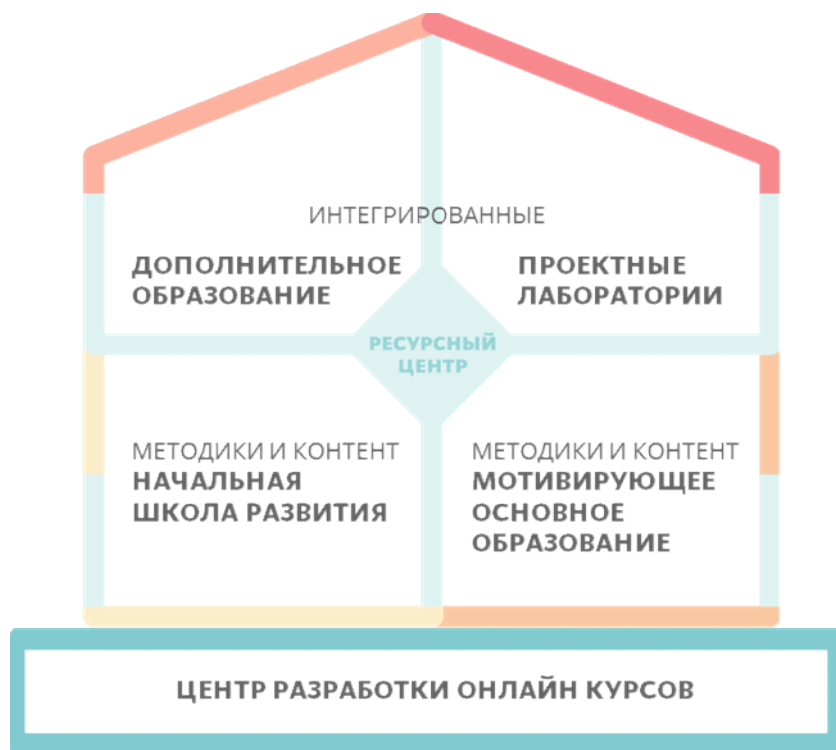 ИНТЕГРИРОВАННЫЕ
ДОПОЛНИТЕЛЬНОЕ
ОБРАЗОВАНИЕ
ПРОЕКТНЫЕ
ЛАБОРАТОРИИ
РЕСУРСНЫЙ
ЦЕНТР
МЕТОДИКИ И КОНТЕНТ
НАЧАЛЬНАЯ
ШКОЛА РАЗВИТИЯ
МЕТОДИКИ И КОНТЕНТ
МОТИВИРУЮЩЕЕ
ОСНОВНОЕ
ОБРАЗОВАНИЕ
ЦЕНТР РАЗРАБОТКИ ОНЛАЙН КУРСОВ